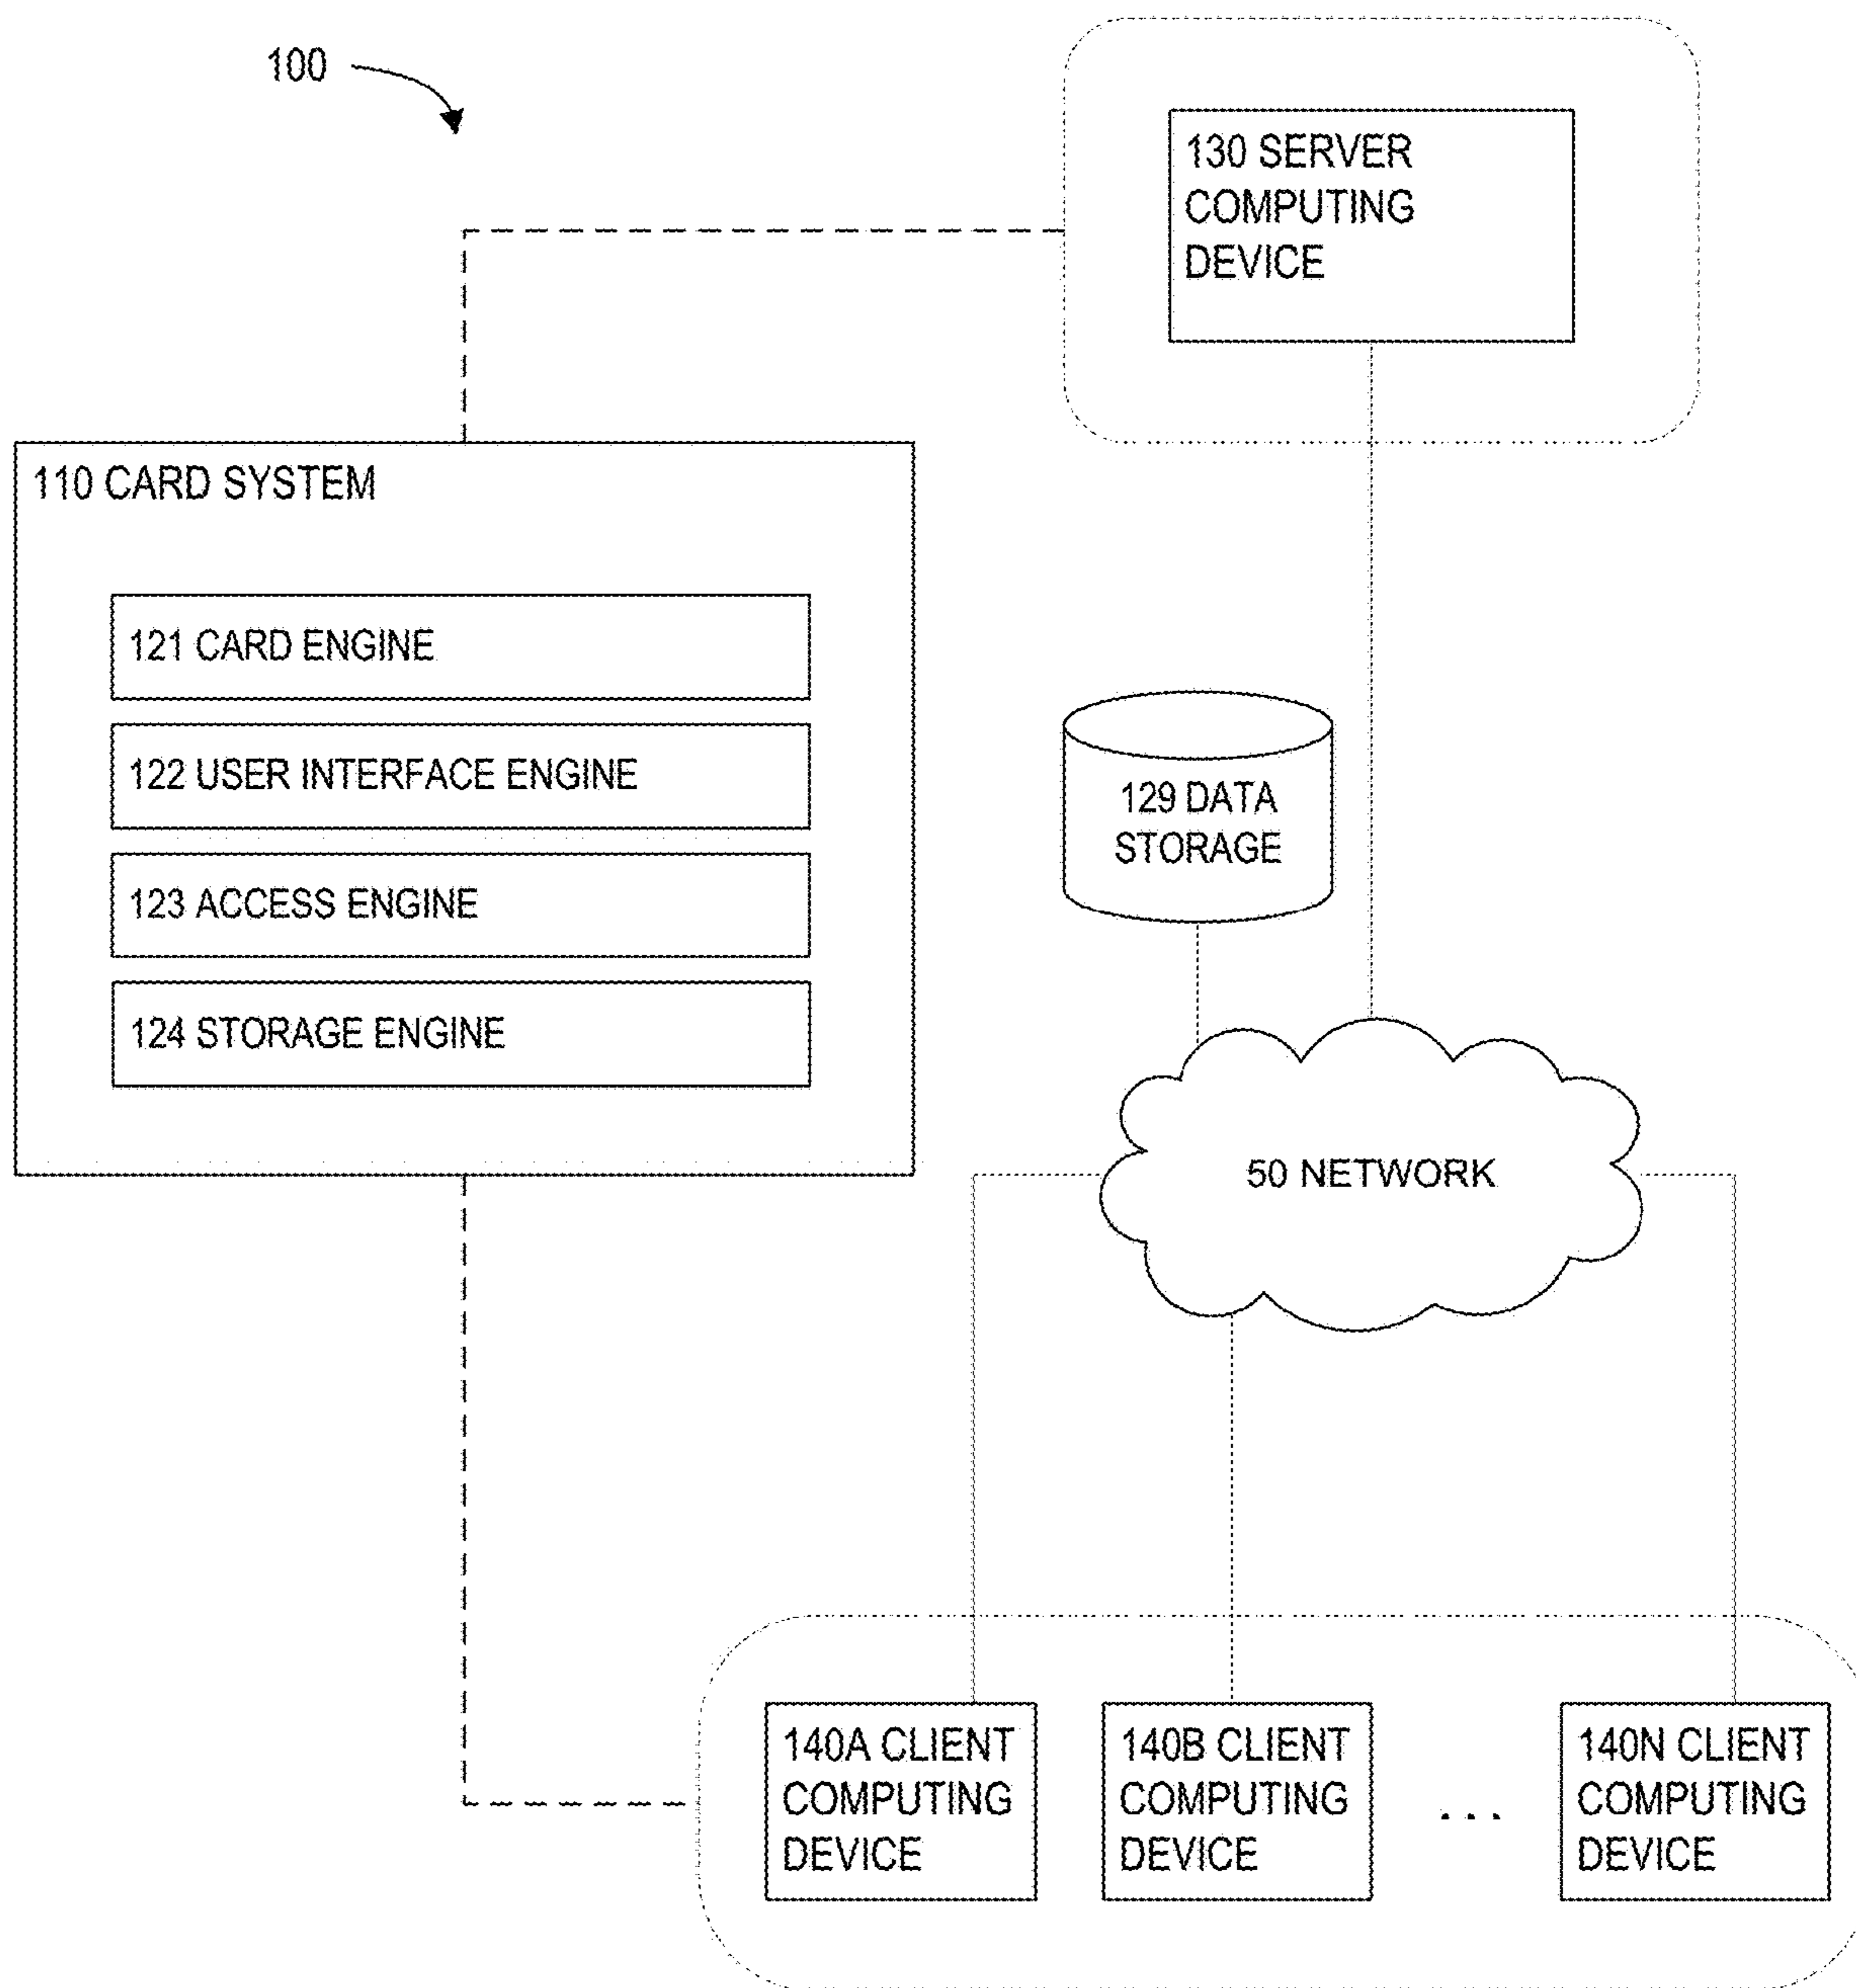 100
130 SERVER
COMPUTING
DEVICE
110 CARD SYSTEM
121 CARD ENGINE
122 USER INTERFACE ENGINE
123 ACCESS ENGINE
124 STORAGE ENGINE
129 DATA
STORAGE
50 NETWORK
140A CLIENT
COMPUTING
DEVICE
140B CLIENT
COMPUTING
DEVICE
...
140N CLIENT
COMPUTING
DEVICE